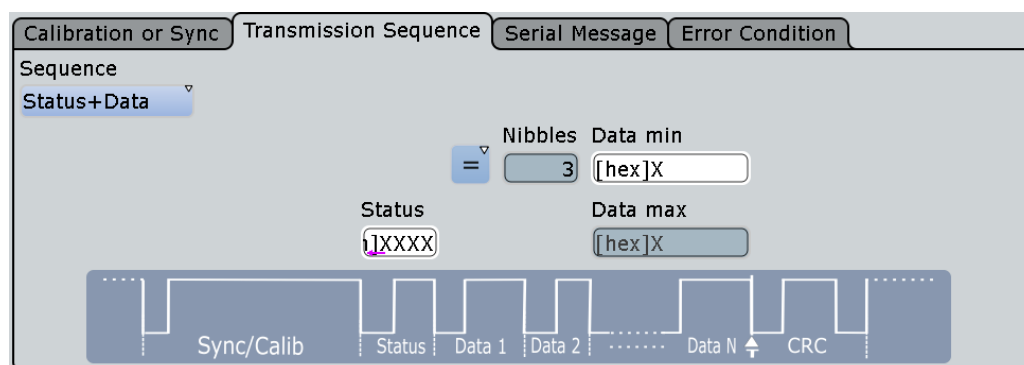 Calibration or Sync Transmission Sequence Serial Message Error Condition
Sequence
Status+Data
Nibbles Data min
= 3 [hex]X
Status Data max
]XXXX [hex]X
Sync/Calib Status Data 1 Data 2 ....... Data N CRC